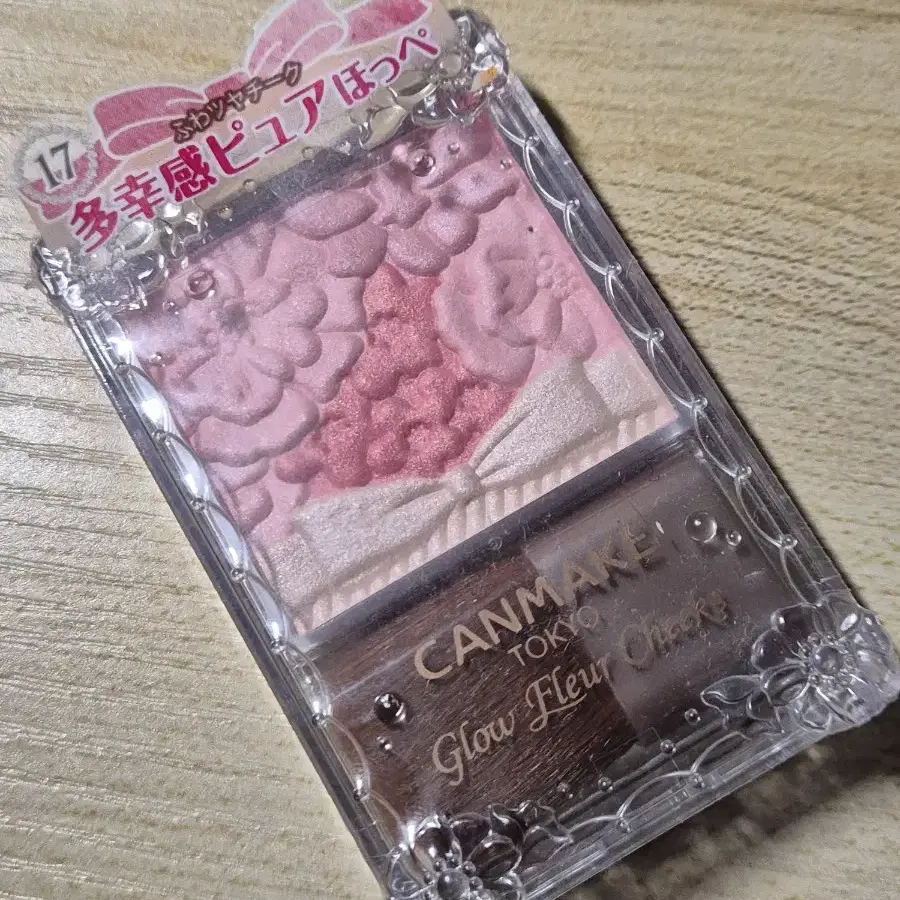 ふわツヤチーク
17
多幸感ピュアほっぺ
CANMAKE
TOKYO
Glow Fleur Cheeks